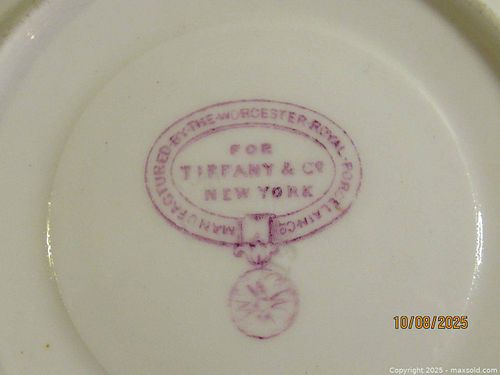 MANUFACTURED·BY·THE·WORCESTER·ROYAL·PORCELAIN·Co
FOR
TIFFANY & Co
NEW YORK
MANU
10/08/2025
Copyright 2025 - maxsold.com